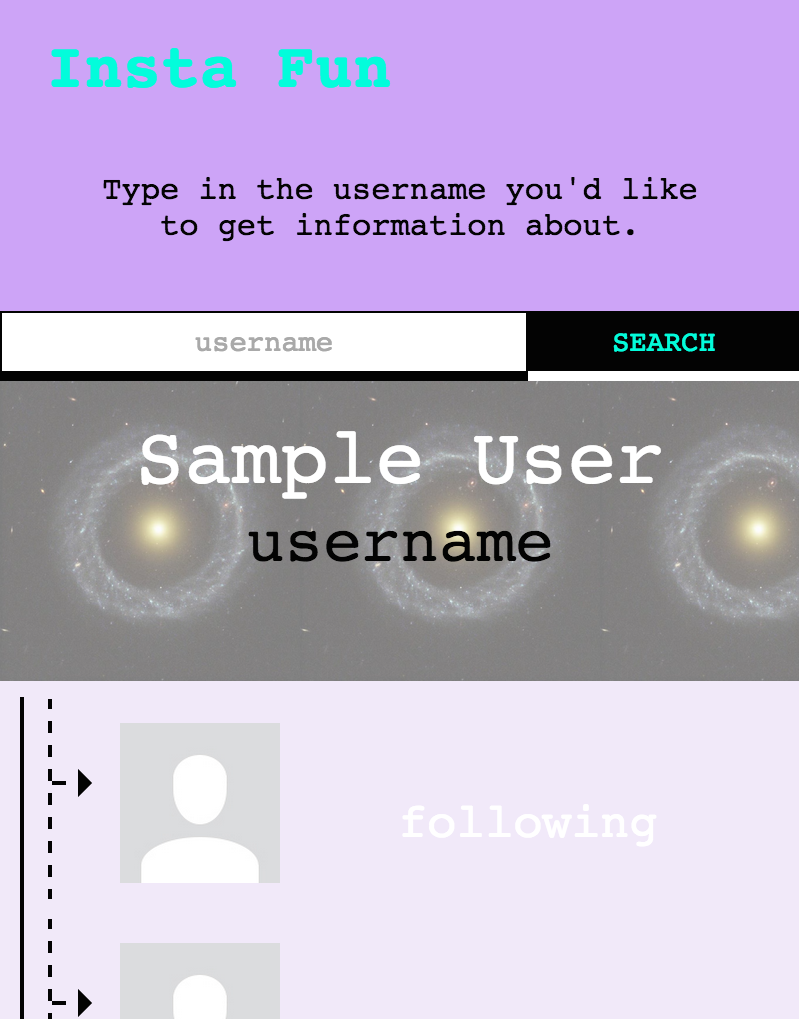 Insta Fun
Type in the username you'd like
to get information about.
username
SEARCH
Sample User
username
following